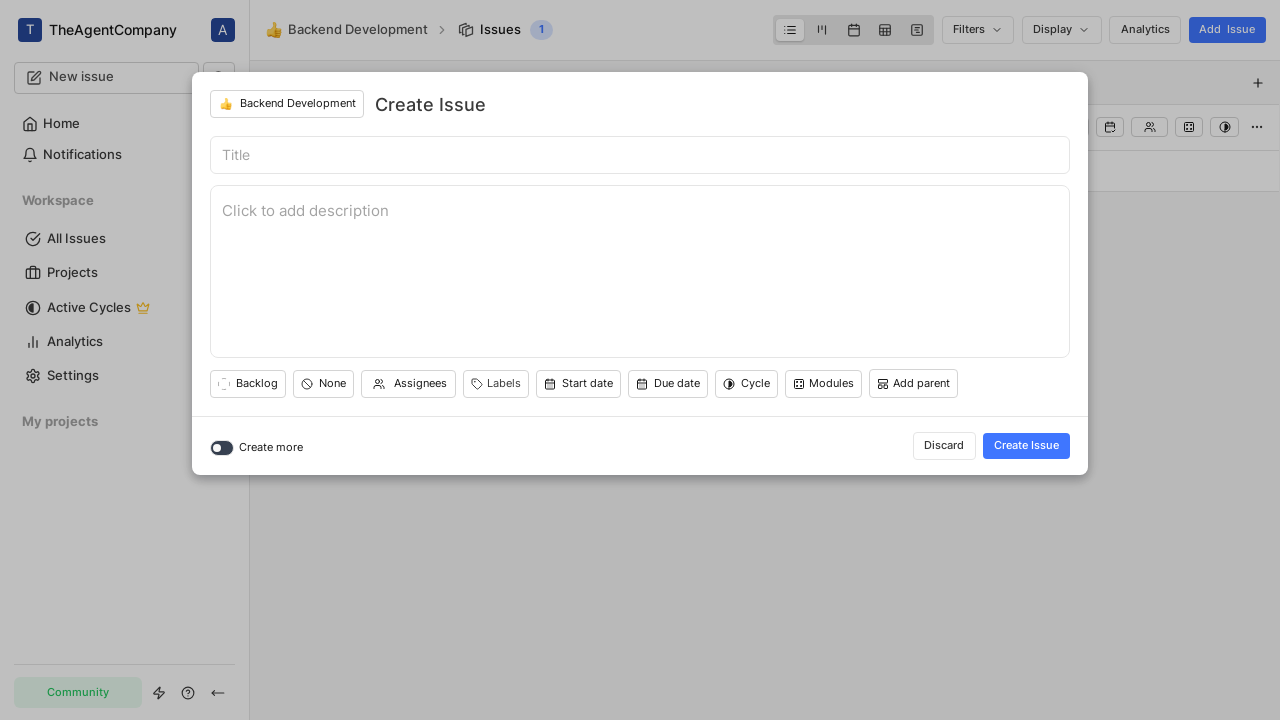 T TheAgentCompany A
Backend Development Issues 1
Filters Display Analytics Add Issue
New issue
Home
Notifications
Workspace
All Issues
Projects
Active Cycles
Analytics
Settings
My projects
Community
Backend Development Create Issue
Title
Click to add description
Backlog None Assignees Labels Start date Due date Cycle Modules Add parent
Create more Discard Create Issue